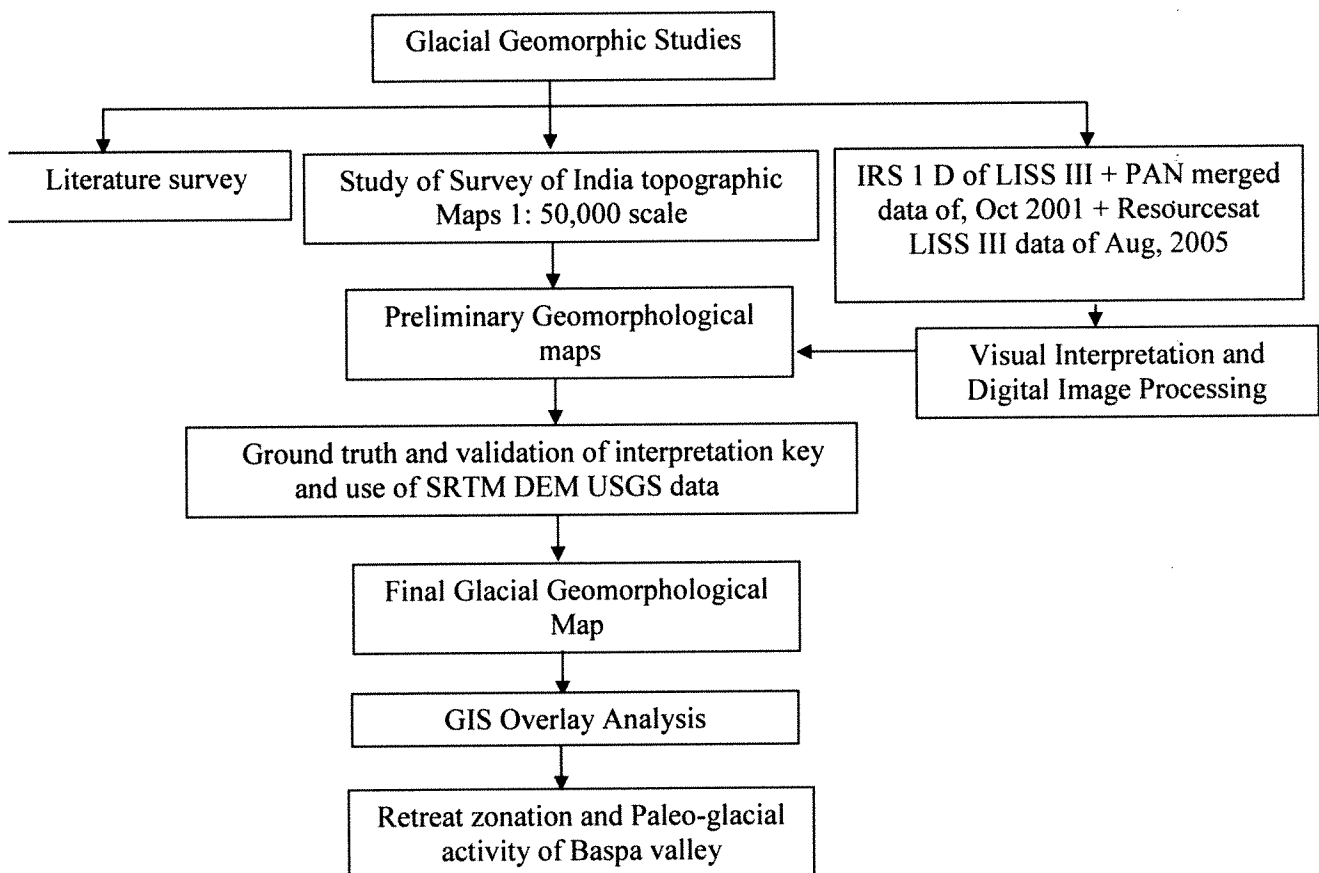 Glacial Geomorphic Studies
Literature survey
Study of Survey of India topographic
Maps 1: 50,000 scale
IRS 1 D of LISS III + PAN merged
data of, Oct 2001 + Resourcesat
LISS III data of Aug, 2005
Preliminary Geomorphological
maps
Visual Interpretation and
Digital Image Processing
Ground truth and validation of interpretation key
and use of SRTM DEM USGS data
Final Glacial Geomorphological
Map
GIS Overlay Analysis
Retreat zonation and Paleo-glacial
activity of Baspa valley